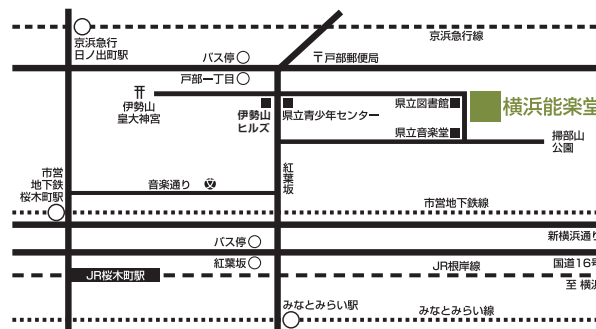 京浜急行
日ノ出町駅
京浜急行線
バス停
〒戸部郵便局
戸部一丁目
伊勢山
皇大神宮
伊勢山
ヒルズ
県立青少年センター
県立図書館
横浜能楽堂
県立音楽堂
掃部山
公園
市営
地下鉄
桜木町駅
音楽通り
紅葉坂
市営地下鉄線
新横浜通り
バス停
紅葉坂
JR根岸線
国道16号
JR桜木町駅
至 横浜
みなとみらい駅
みなとみらい線